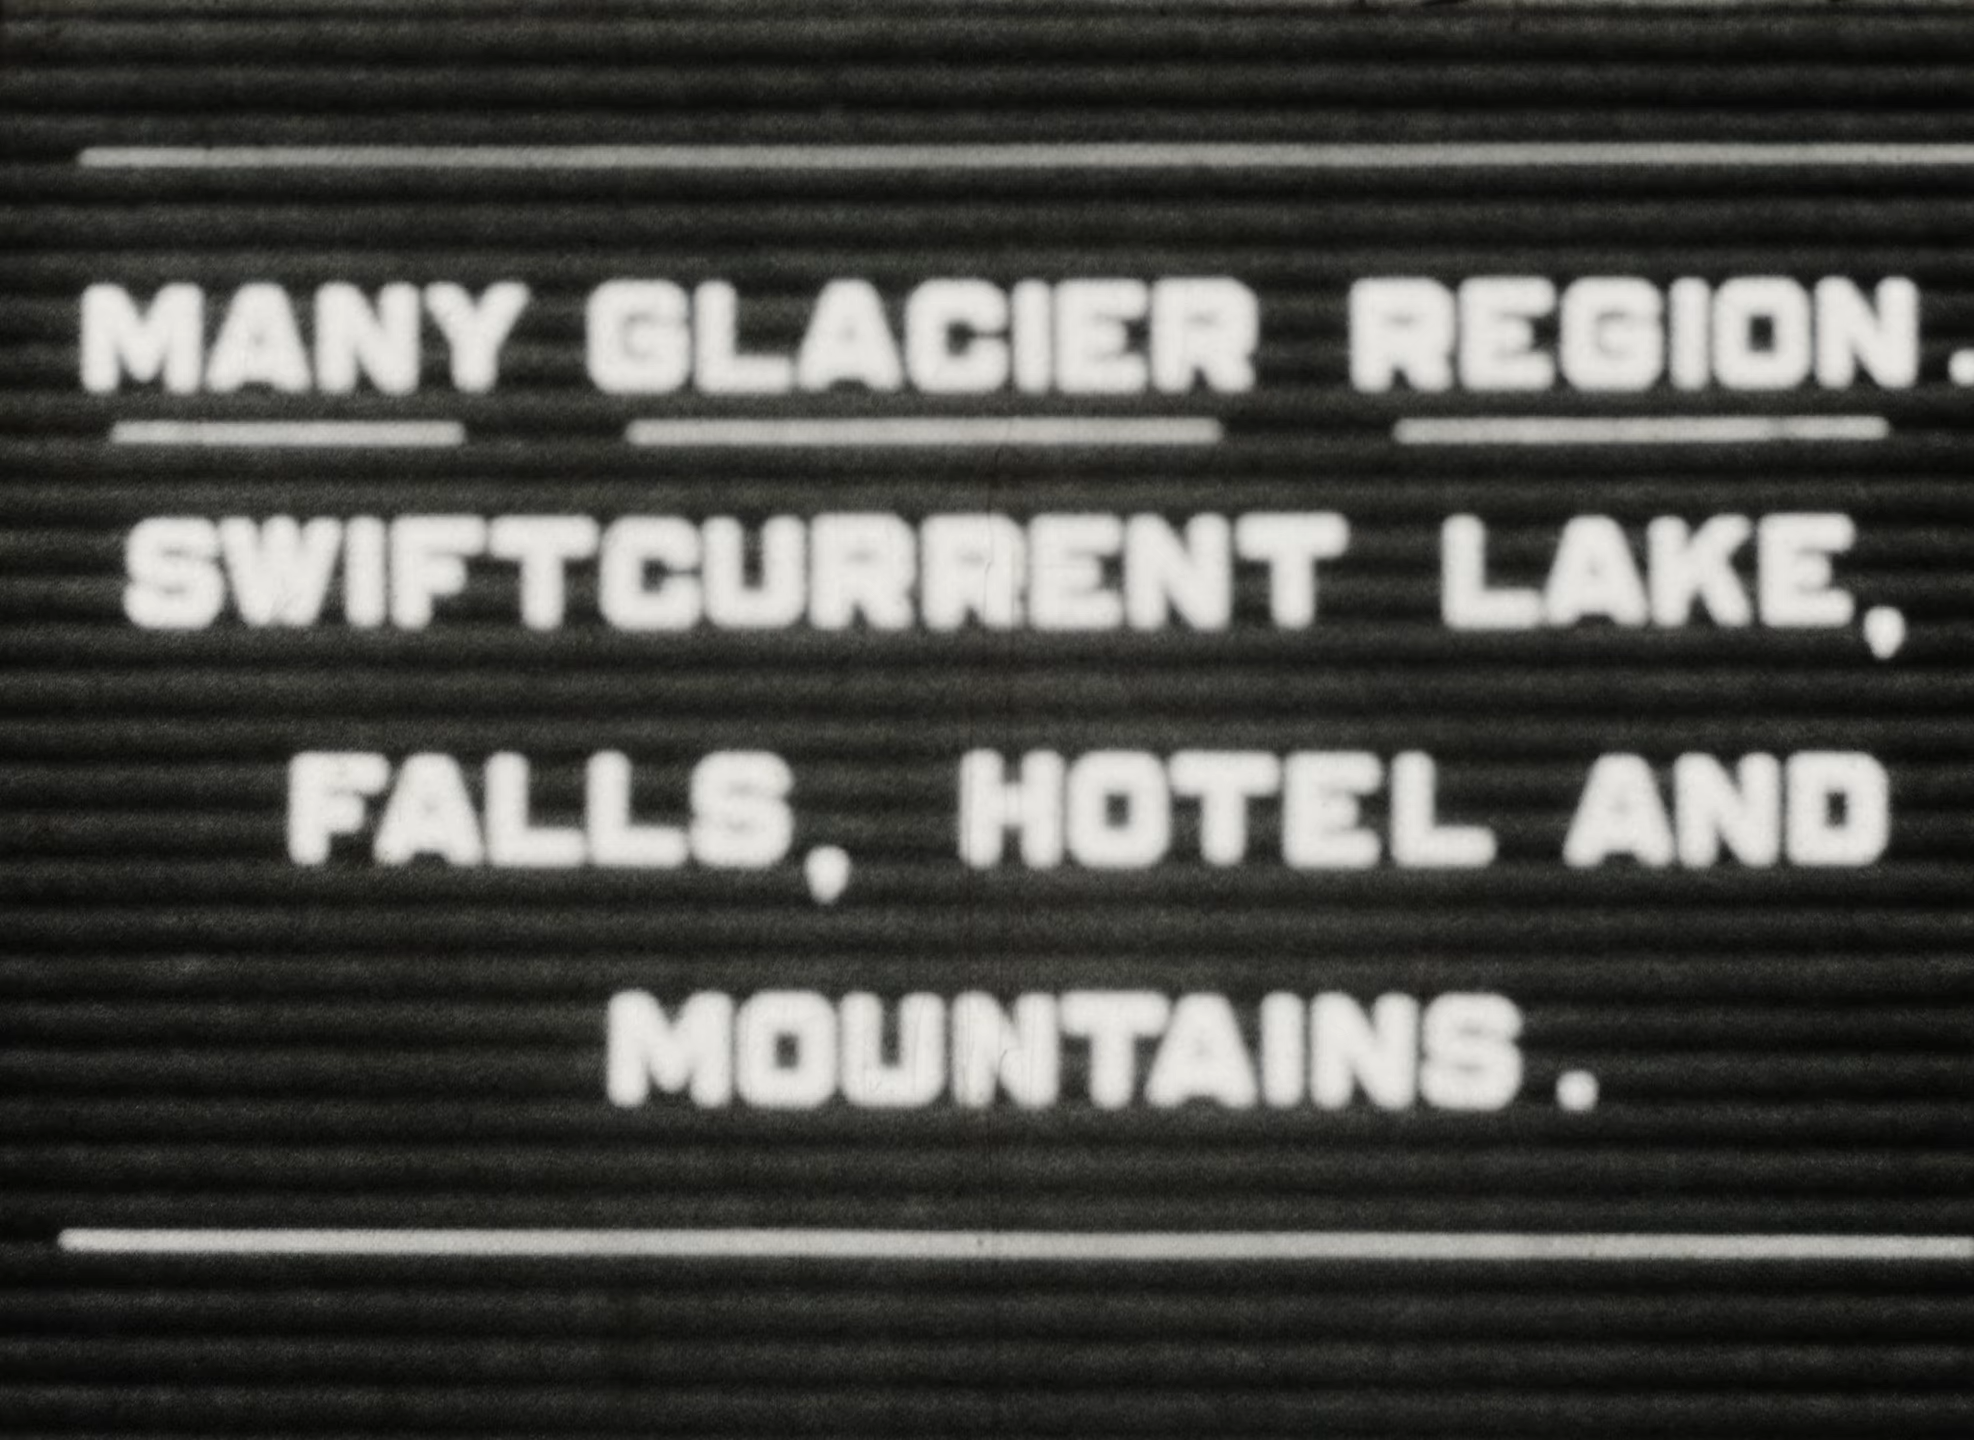 MANY GLACIER REGION.
SWIFTCURRENT LAKE,
FALLS, HOTEL AND
MOUNTAINS.